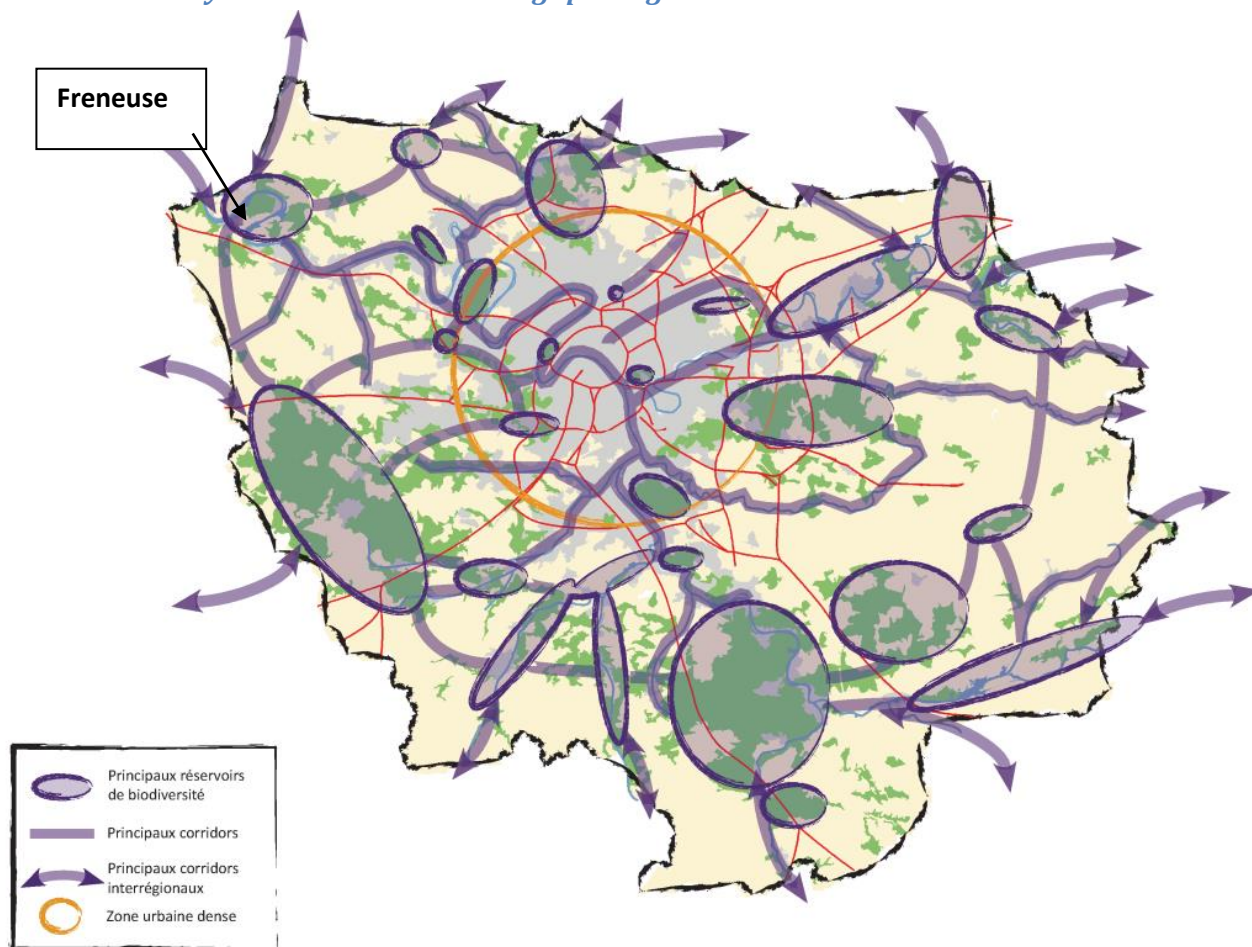 Freneuse
Principaux réservoirs
de biodiversité
Principaux corridors
Principaux corridors
interrégionaux
Zone urbaine dense